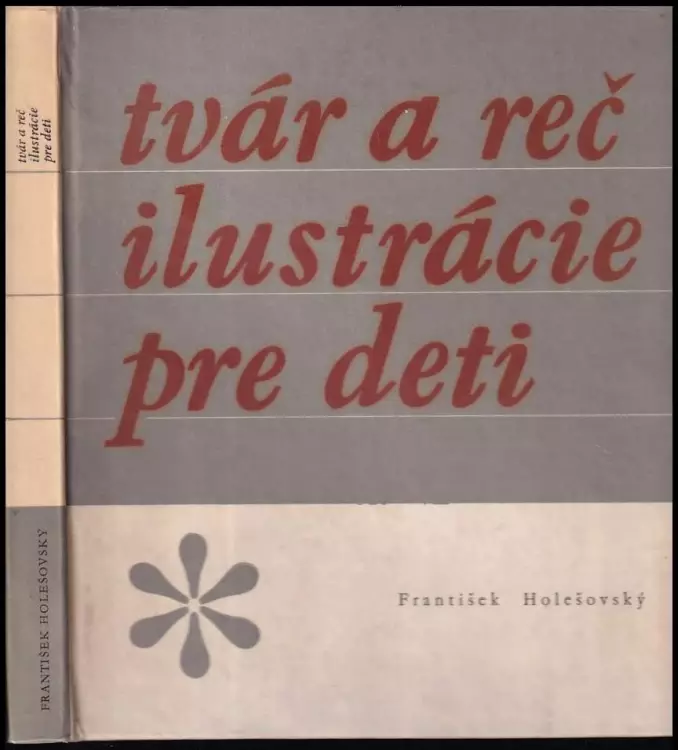 tvár a reč
ilustrácie
pre deti
FRANTIŠEK HOLEŠOVSKÝ
tvár a reč
ilustrácie
pre deti
František Holešovský